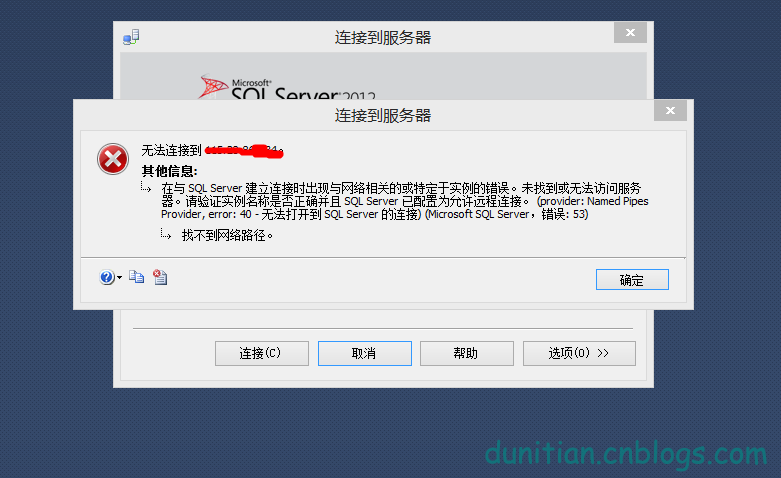 连接到服务器
Microsoft®
SQL Server 2012
连接到服务器
无法连接到
其他信息:
在与 SQL Server 建立连接时出现与网络相关的或特定于实例的错误。未找到或无法访问服务
器。请验证实例名称是否正确并且 SQL Server 已配置为允许远程连接。 (provider: Named Pipes
Provider, error: 40 - 无法打开到 SQL Server 的连接) (Microsoft SQL Server，错误: 53)
找不到网络路径。
确定
连接(C)
取消
帮助
选项(O) >>
dunitian.cnblogs.com